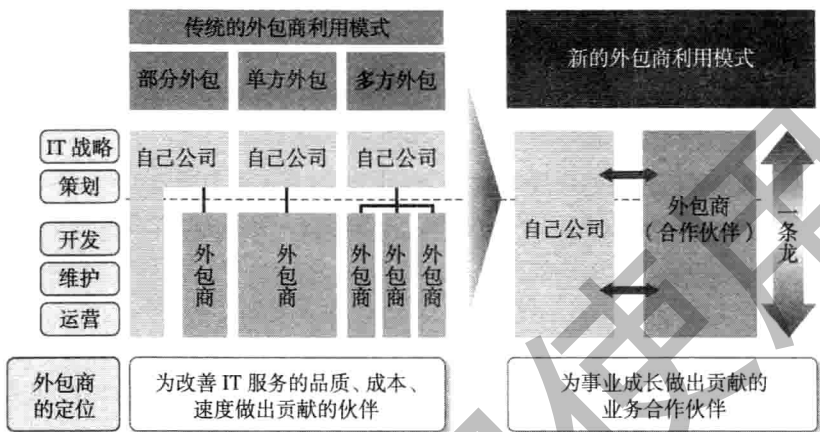 传统的外包商利用模式
部分外包
单方外包
多方外包
新的外包商利用模式
IT 战略
策划
开发
维护
运营
自己公司
自己公司
自己公司
外包商
外包商
外包商
外包商
外包商
自己公司
外包商
（合作伙伴）
一条龙
外包商
的定位
为改善 IT 服务的品质、成本、
速度做出贡献的伙伴
为事业成长做出贡献的
业务合作伙伴